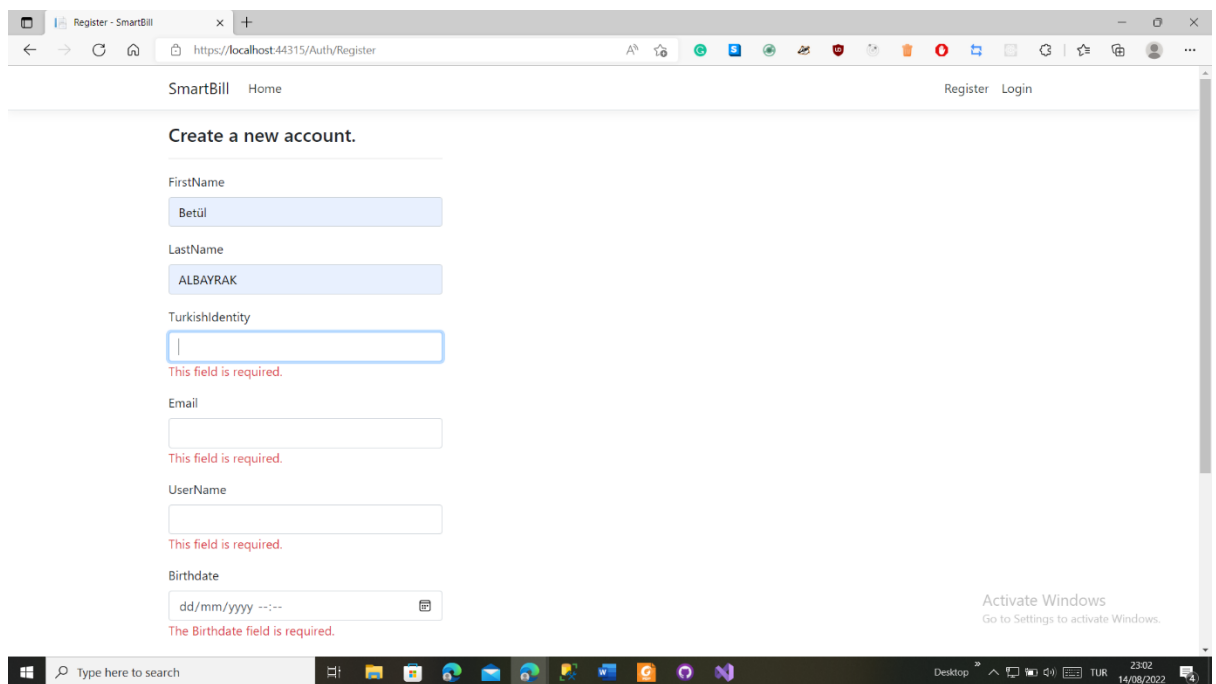 Register - SmartBill
https://localhost:44315/Auth/Register
SmartBill Home Register Login
Create a new account.
FirstName
Betül
LastName
ALBAYRAK
TurkishIdentity
This field is required.
Email
This field is required.
UserName
This field is required.
Birthdate
dd/mm/yyyy --:--
The Birthdate field is required.
Activate Windows
Go to Settings to activate Windows.
Type here to search
Desktop
TUR
23:02
14/08/2022
4